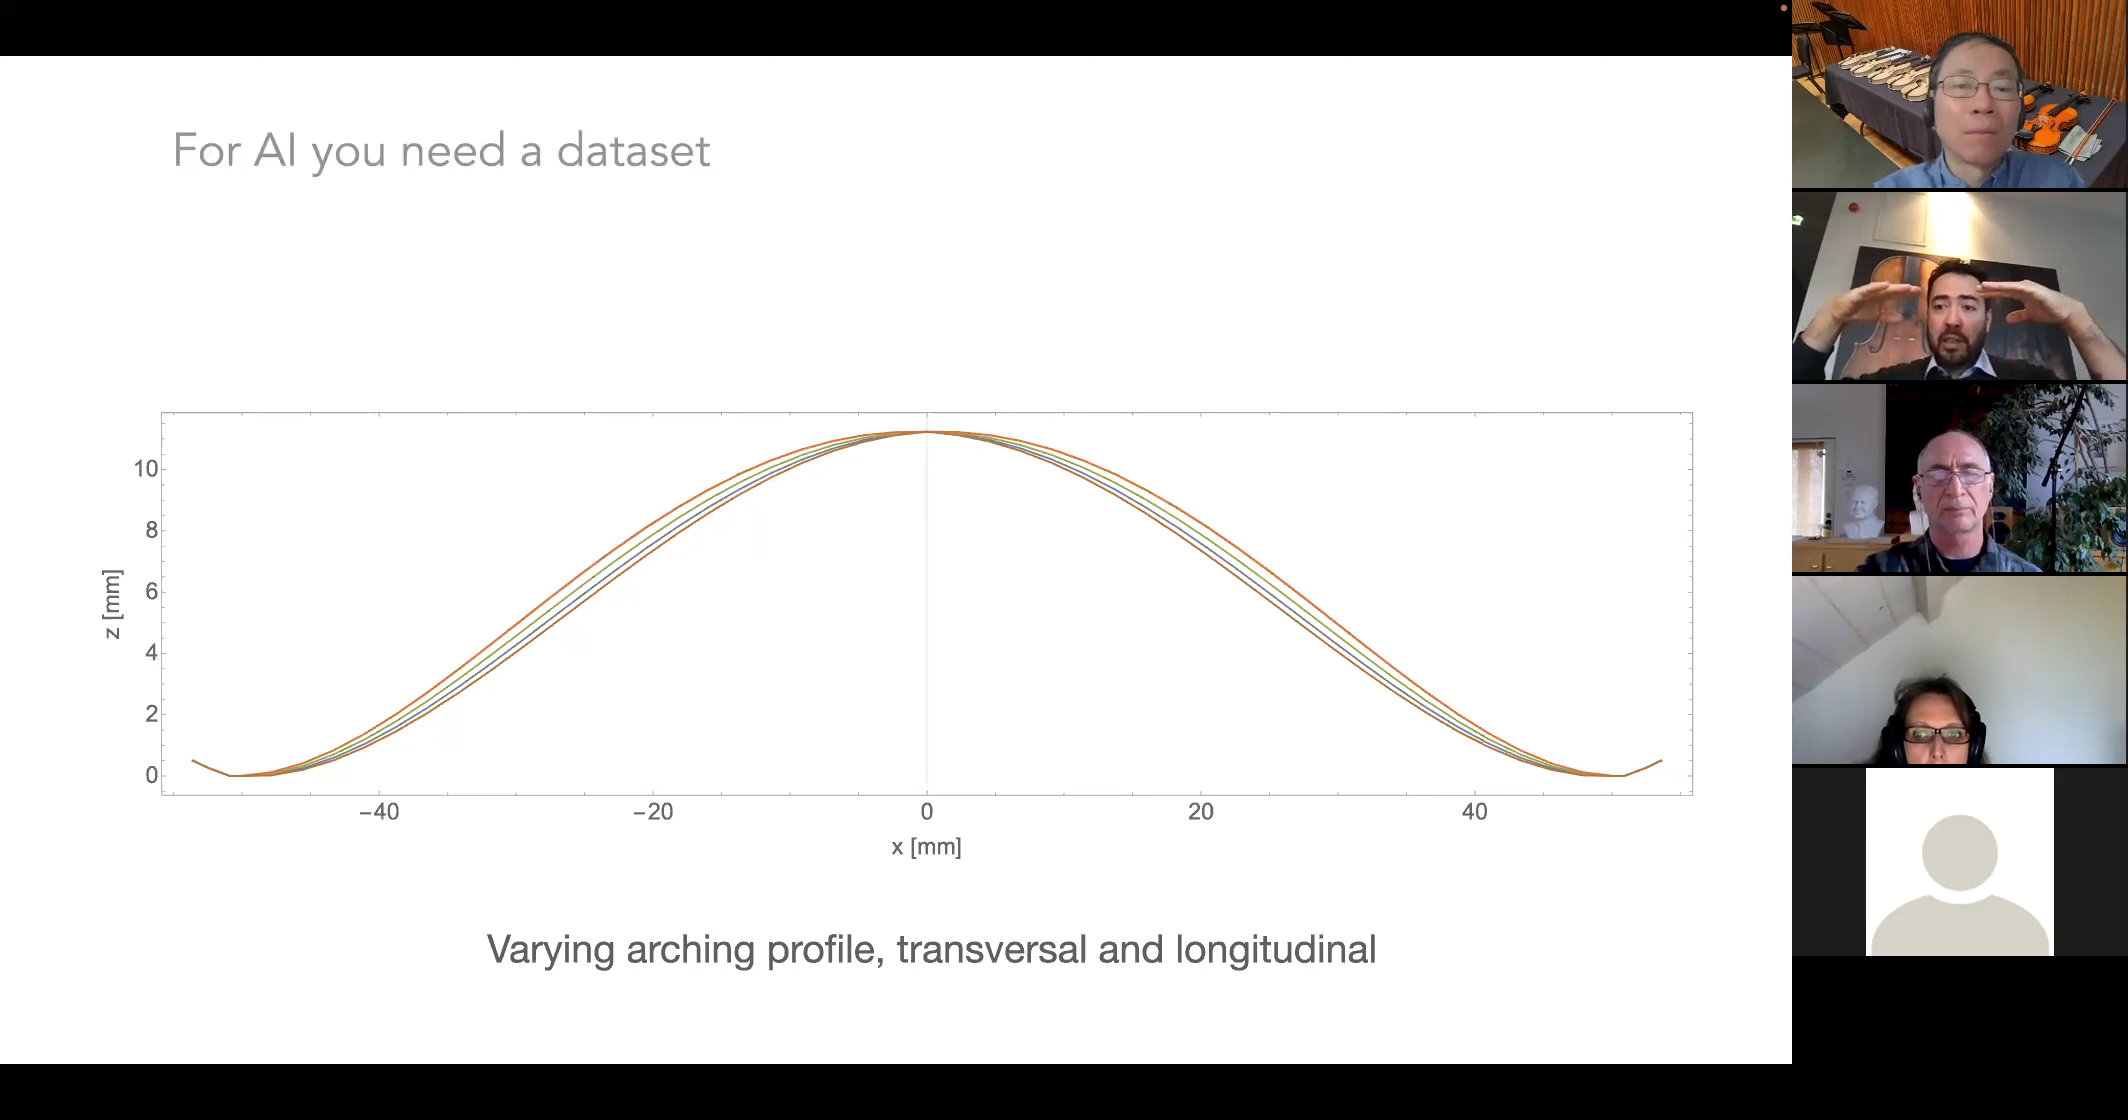 For AI you need a dataset
10
8
6
4
2
0
z [mm]
−40 −20 0 20 40
x [mm]
Varying arching profile, transversal and longitudinal